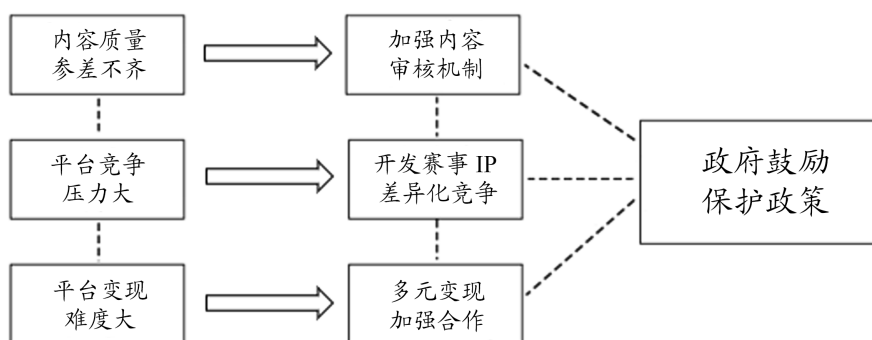 内容质量
参差不齐
加强内容
审核机制
平台竞争
压力大
开发赛事 IP
差异化竞争
政府鼓励
保护政策
平台变现
难度大
多元变现
加强合作